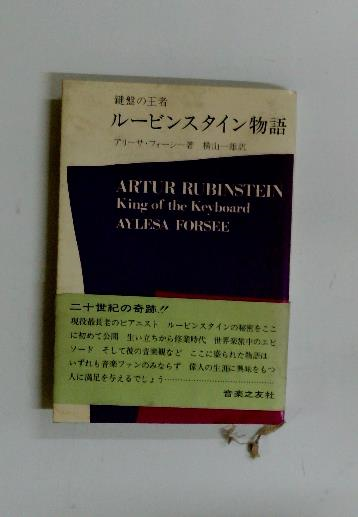 鍵盤の王者
ルービンスタイン物語
アリーサ・フォーシー著 横山一雄訳
ARTUR RUBINSTEIN
King of the Keyboard
AYLESA FORSEE
二十世紀の奇跡!!
現役最長老のピアニスト ルービンスタインの秘密をここ
に初めて公開 生い立ちから修業時代 世界楽旅中のエピ
ソード そして彼の音楽観など ここに盛られた物語は
いずれも音楽ファンのみならず 偉人の生涯に興味をもつ
人に満足を与えるでしょう……………………
音楽之友社